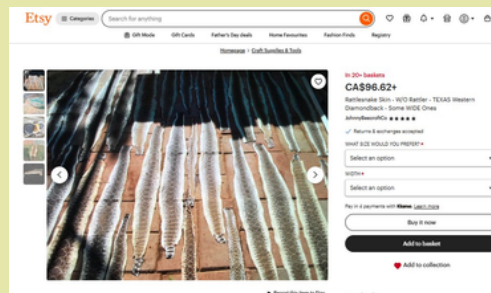 Etsy
Categories
Search for anything
Gift Mode
Gift Cards
Father's Day deals
Home Favourites
Fashion Finds
Registry
Homepage > Craft Supplies & Tools
In 20+ baskets
CA$96.62+
Rattlesnake Skin - W/O Rattler - TEXAS Western
Diamondback - Some WIDE Ones
Returns & exchanges accepted
WHAT SIZE WOULD YOU PREFER? *
Select an option
WIDTH *
Select an option
Pay in 4 payments with Klarna. Learn more
Buy it now
Add to basket
Add to collection